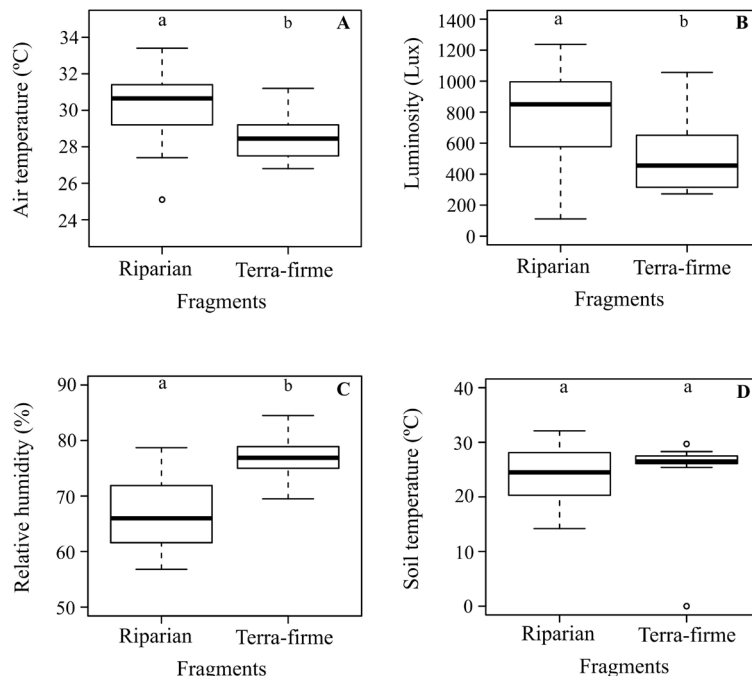 a b A
34
32
30
28
26
24
Air temperature (ºC)
Riparian Terra-firme
Fragments
a b B
1400
1200
1000
800
600
400
200
0
Luminosity (Lux)
Riparian Terra-firme
Fragments
a b C
90
80
70
60
50
Relative humidity (%)
Riparian Terra-firme
Fragments
a a D
40
30
20
10
0
Soil temperature (ºC)
Riparian Terra-firme
Fragments